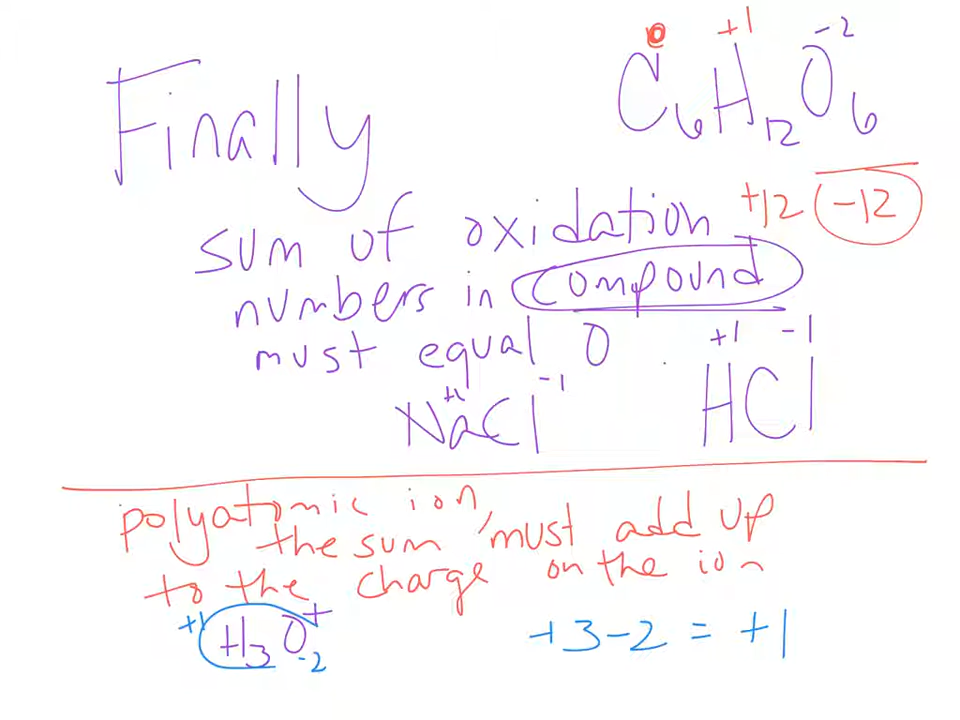 Finally
0 +1 -2
C6H12O6
+12 -12
sum of oxidation
numbers in compound
must equal 0
+1 -1
NaCl
+1 -1
HCl
polyatomic ion,
the sum must add up
to the charge on the ion
+1 H3O+ -2
+3-2 = +1